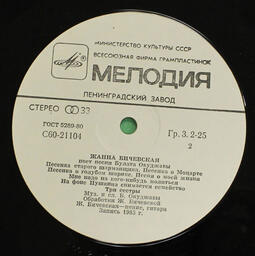 МИНИСТЕРСТВО КУЛЬТУРЫ СССР
ВСЕСОЮЗНАЯ ФИРМА ГРАМПЛАСТИНОК
МЕЛОДИЯ
ЛЕНИНГРАДСКИЙ ЗАВОД
СТЕРЕО 33
ГОСТ 5289-80
С60-21104
Гр. 3. 2-25
2
ЖАННА БИЧЕВСКАЯ
поет песни Булата Окуджавы
Песенка старого шарманщика, Песенка о Моцарте
Песенка о голубом шарике, Песня о моей жизни
Мне надо на кого-нибудь молиться
На фоне Пушкина снимается семейство
Три сестры
Муз. и сл. Б. Окуджавы
Обработки Ж. Бичевской
Ж. Бичевская—пение, гитара
Запись 1983 г.